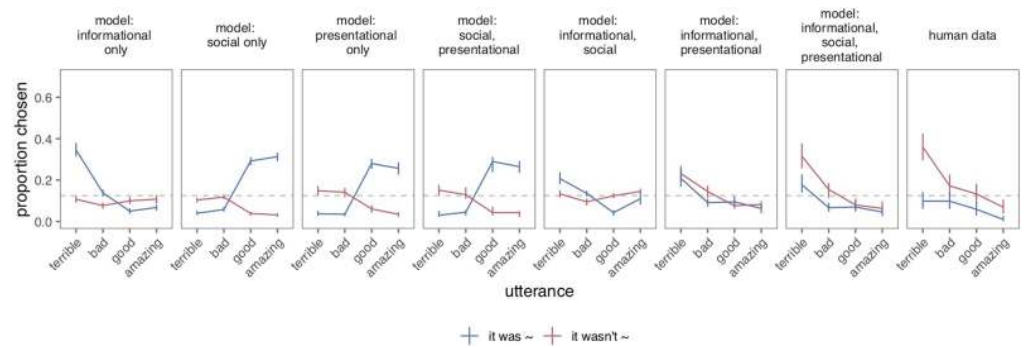 model:
informational
only
model:
social only
model:
presentational
only
model:
social,
presentational
model:
informational,
social
model:
informational,
presentational
model:
informational,
social,
presentational
human data
proportion chosen
0.6
0.4
0.2
0.0
terrible
bad
good
amazing
terrible
bad
good
amazing
terrible
bad
good
amazing
terrible
bad
good
amazing
terrible
bad
good
amazing
terrible
bad
good
amazing
terrible
bad
good
amazing
terrible
bad
good
amazing
utterance
it was ~ it wasn't ~